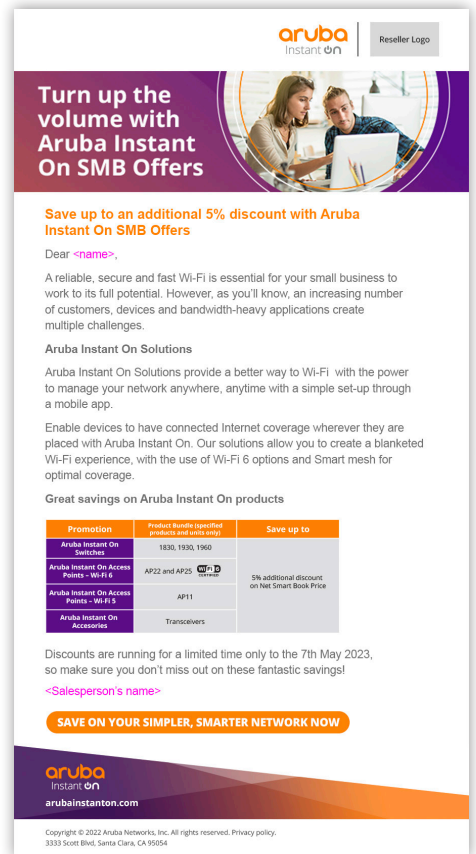 aruba
Instant On
Reseller Logo
Turn up the
volume with
Aruba Instant
On SMB Offers
Save up to an additional 5% discount with Aruba
Instant On SMB Offers
Dear <name>,
A reliable, secure and fast Wi-Fi is essential for your small business to
work to its full potential. However, as you'll know, an increasing number
of customers, devices and bandwidth-heavy applications create
multiple challenges.
Aruba Instant On Solutions
Aruba Instant On Solutions provide a better way to Wi-Fi with the power
to manage your network anywhere, anytime with a simple set-up through
a mobile app.
Enable devices to have connected Internet coverage wherever they are
placed with Aruba Instant On. Our solutions allow you to create a blanketed
Wi-Fi experience, with the use of Wi-Fi 6 options and Smart mesh for
optimal coverage.
Great savings on Aruba Instant On products
Promotion
Product Bundle (specified
products and units only)
Save up to
Aruba Instant On
Switches
1830, 1930, 1960
Aruba Instant On Access
Points – Wi-Fi 6
AP22 and AP25 Wi Fi 6
CERTIFIED
Aruba Instant On Access
Points – Wi-Fi 5
AP11
Aruba Instant On
Accesories
Transceivers
5% additional discount
on Net Smart Book Price
Discounts are running for a limited time only to the 7th May 2023,
so make sure you don't miss out on these fantastic savings!
<Salesperson's name>
SAVE ON YOUR SIMPLER, SMARTER NETWORK NOW
aruba
Instant On
arubainstanton.com
Copyright © 2022 Aruba Networks, Inc. All rights reserved. Privacy policy.
3333 Scott Blvd, Santa Clara, CA 95054